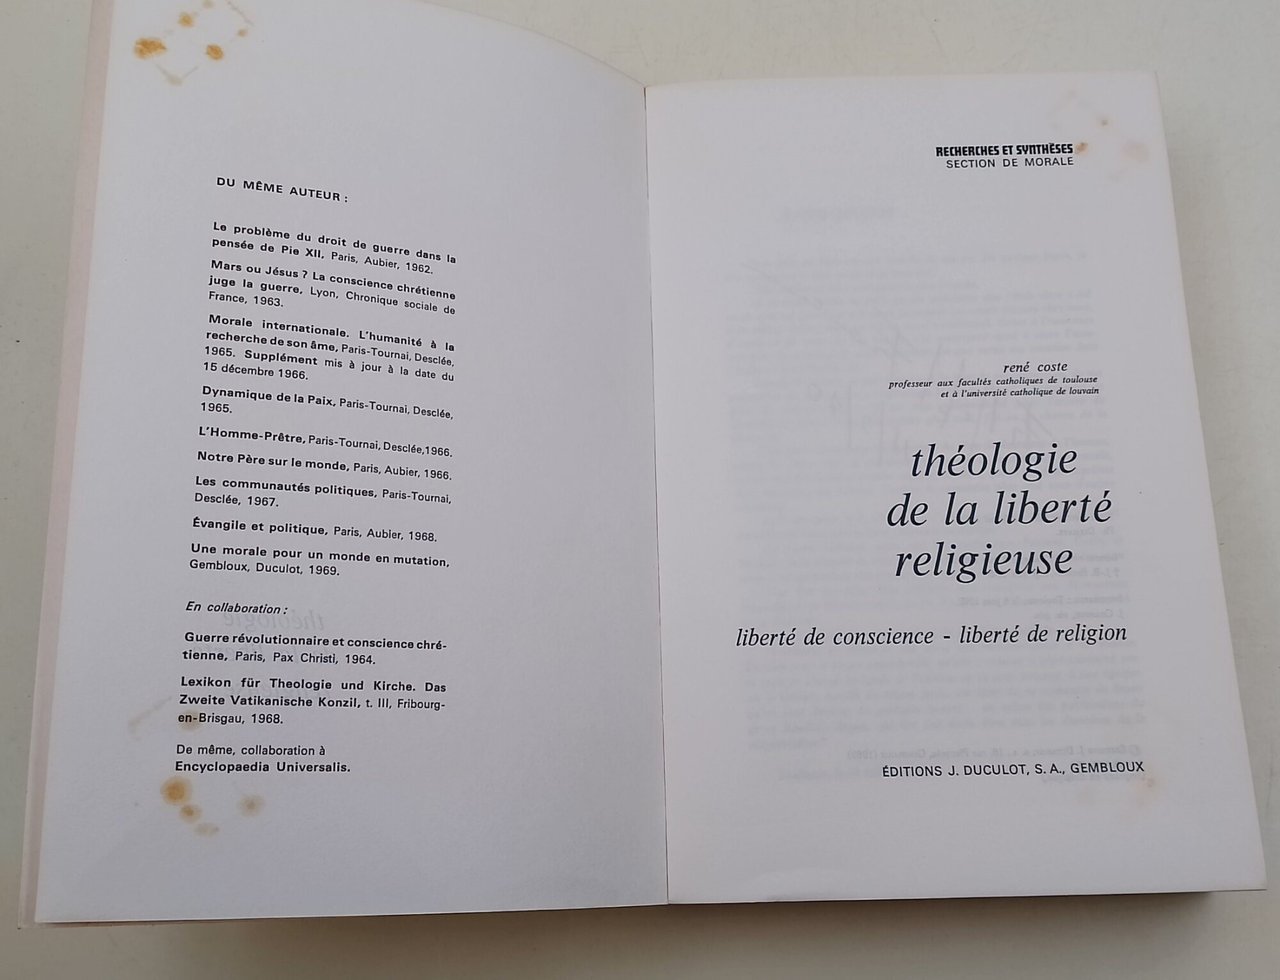 DU MÊME AUTEUR :
Le problème du droit de guerre dans la
pensée de Pie XII, Paris, Aubier, 1962.
Mars ou Jésus ? La conscience chrétienne
juge la guerre, Lyon, Chronique sociale de
France, 1963.
Morale internationale. L'humanité à la
recherche de son âme, Paris-Tournai, Desclée,
1965. Supplément mis à jour à la date du
15 décembre 1966.
Dynamique de la Paix, Paris-Tournai, Desclée,
1965.
L'Homme-Prêtre, Paris-Tournai, Desclée,1966.
Notre Père sur le monde, Paris, Aubier, 1966.
Les communautés politiques, Paris-Tournai,
Desclée, 1967.
Évangile et politique, Paris, Aubier, 1968.
Une morale pour un monde en mutation,
Gembloux, Duculot, 1969.
En collaboration :
Guerre révolutionnaire et conscience chré-
tienne, Paris, Pax Christi, 1964.
Lexikon für Theologie und Kirche. Das
Zweite Vatikanische Konzil, t. III, Fribourg-
en-Brisgau, 1968.
De même, collaboration à
Encyclopaedia Universalis.
RECHERCHES ET SYNTHÈSES
SECTION DE MORALE
rené coste
professeur aux facultés catholiques de toulouse
et à l'université catholique de louvain
théologie
de la liberté
religieuse
liberté de conscience - liberté de religion
ÉDITIONS J. DUCULOT, S.A., GEMBLOUX